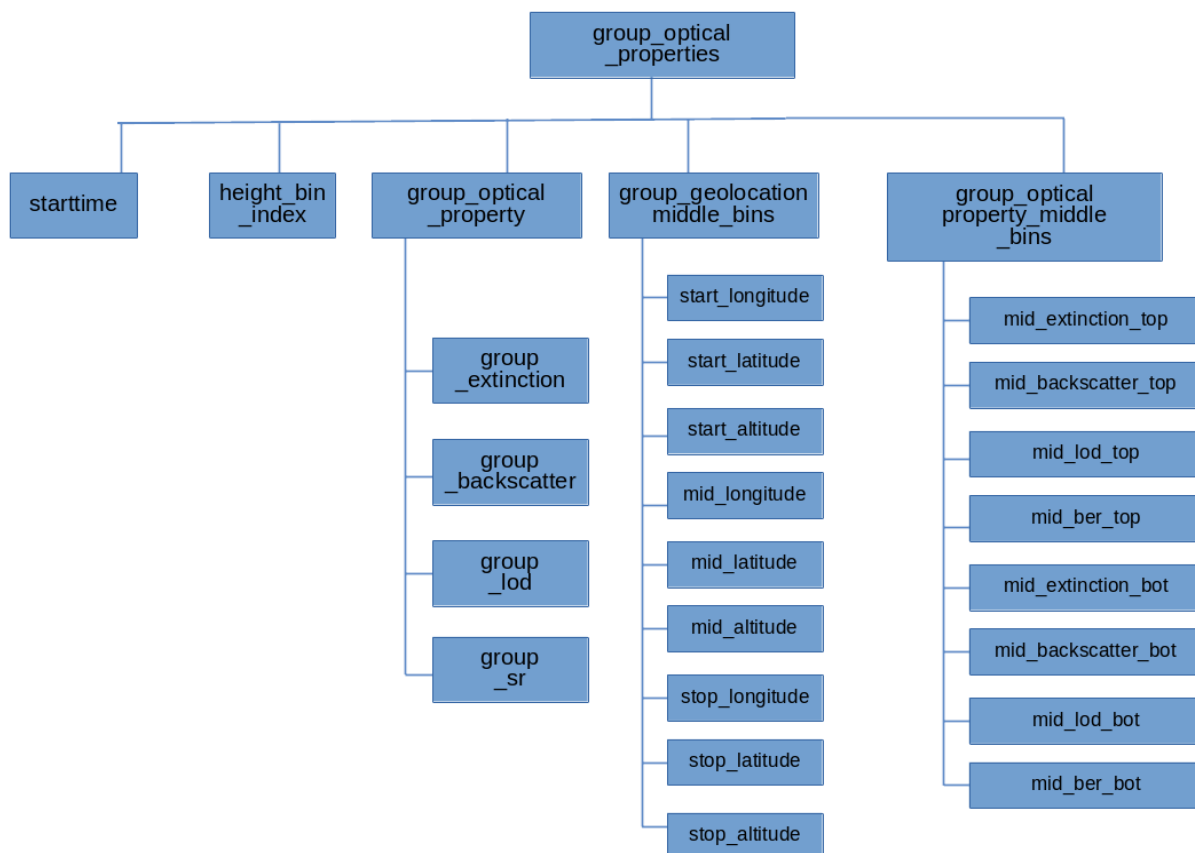 group_optical
_properties
starttime
height_bin
_index
group_optical
_property
group_geolocation
middle_bins
group_optical
property_middle
_bins
group
_extinction
group
_backscatter
group
_lod
group
_sr
start_longitude
start_latitude
start_altitude
mid_longitude
mid_latitude
mid_altitude
stop_longitude
stop_latitude
stop_altitude
mid_extinction_top
mid_backscatter_top
mid_lod_top
mid_ber_top
mid_extinction_bot
mid_backscatter_bot
mid_lod_bot
mid_ber_bot